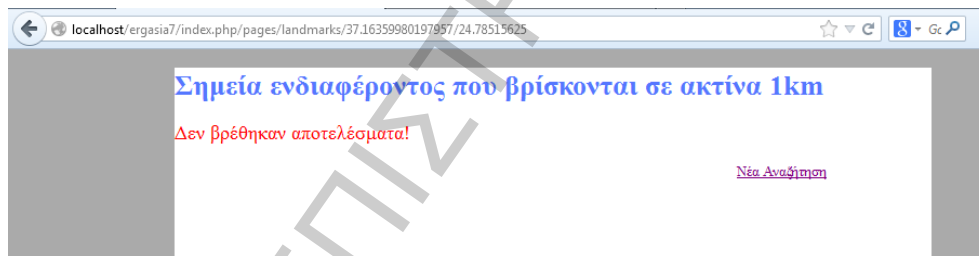 localhost/ergasia7/index.php/pages/landmarks/37.16359980197957/24.78515625
Σημεία ενδιαφέροντος που βρίσκονται σε ακτίνα 1km
Δεν βρέθηκαν αποτελέσματα!
Νέα Αναζήτηση